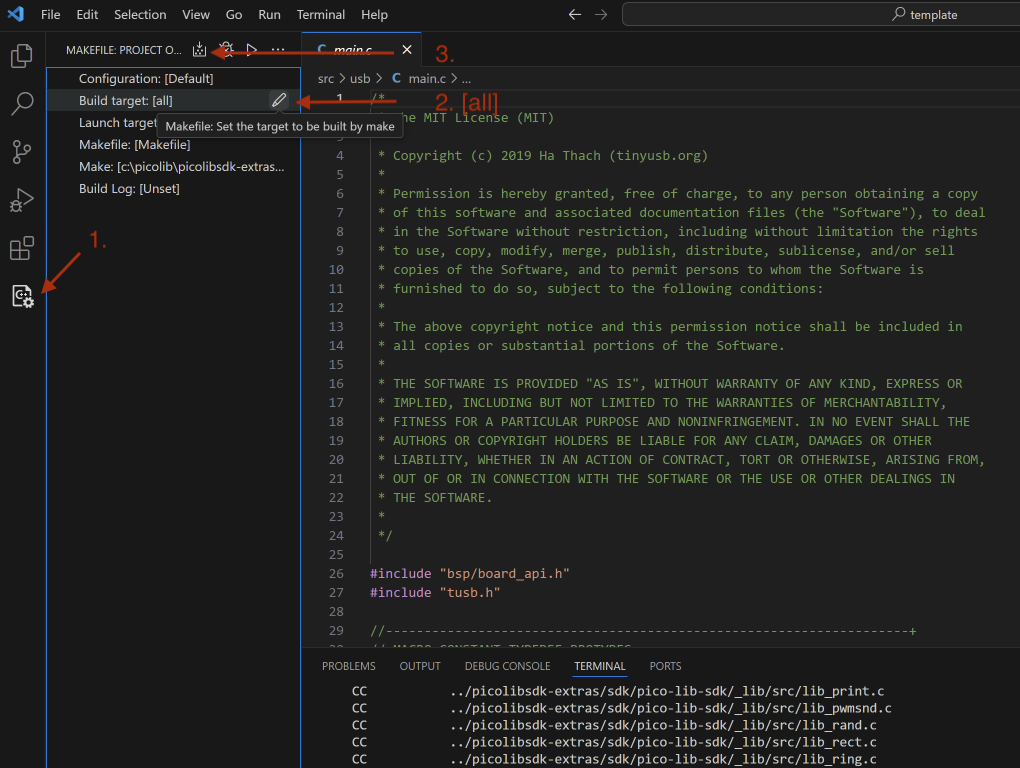 File Edit Selection View Go Run Terminal Help
template
MAKEFILE: PROJECT O...
3.
main.c
Configuration: [Default]
src > usb > C main.c > ...
Build target: [all]
2. [all]
1 /*
Launch target
Makefile: Set the target to be built by make
The MIT License (MIT)
Makefile: [Makefile]
4 * Copyright (c) 2019 Ha Thach (tinyusb.org)
Make: [c:\picolib\picolibsdk-extras...
5 *
Build Log: [Unset]
6 * Permission is hereby granted, free of charge, to any person obtaining a copy
7 * of this software and associated documentation files (the "Software"), to deal
1.
8 * in the Software without restriction, including without limitation the rights
9 * to use, copy, modify, merge, publish, distribute, sublicense, and/or sell
10 * copies of the Software, and to permit persons to whom the Software is
11 * furnished to do so, subject to the following conditions:
12 *
13 * The above copyright notice and this permission notice shall be included in
14 * all copies or substantial portions of the Software.
15 *
16 * THE SOFTWARE IS PROVIDED "AS IS", WITHOUT WARRANTY OF ANY KIND, EXPRESS OR
17 * IMPLIED, INCLUDING BUT NOT LIMITED TO THE WARRANTIES OF MERCHANTABILITY,
18 * FITNESS FOR A PARTICULAR PURPOSE AND NONINFRINGEMENT. IN NO EVENT SHALL THE
19 * AUTHORS OR COPYRIGHT HOLDERS BE LIABLE FOR ANY CLAIM, DAMAGES OR OTHER
20 * LIABILITY, WHETHER IN AN ACTION OF CONTRACT, TORT OR OTHERWISE, ARISING FROM,
21 * OUT OF OR IN CONNECTION WITH THE SOFTWARE OR THE USE OR OTHER DEALINGS IN
22 * THE SOFTWARE.
23 *
24 */
25
26 #include "bsp/board_api.h"
27 #include "tusb.h"
28
29 //--------------------------------------------------------------------+
PROBLEMS OUTPUT DEBUG CONSOLE TERMINAL PORTS
CC ../picolibsdk-extras/sdk/pico-lib-sdk/_lib/src/lib_print.c
CC ../picolibsdk-extras/sdk/pico-lib-sdk/_lib/src/lib_pwmsnd.c
CC ../picolibsdk-extras/sdk/pico-lib-sdk/_lib/src/lib_rand.c
CC ../picolibsdk-extras/sdk/pico-lib-sdk/_lib/src/lib_rect.c
CC ../picolibsdk-extras/sdk/pico-lib-sdk/_lib/src/lib_ring.c